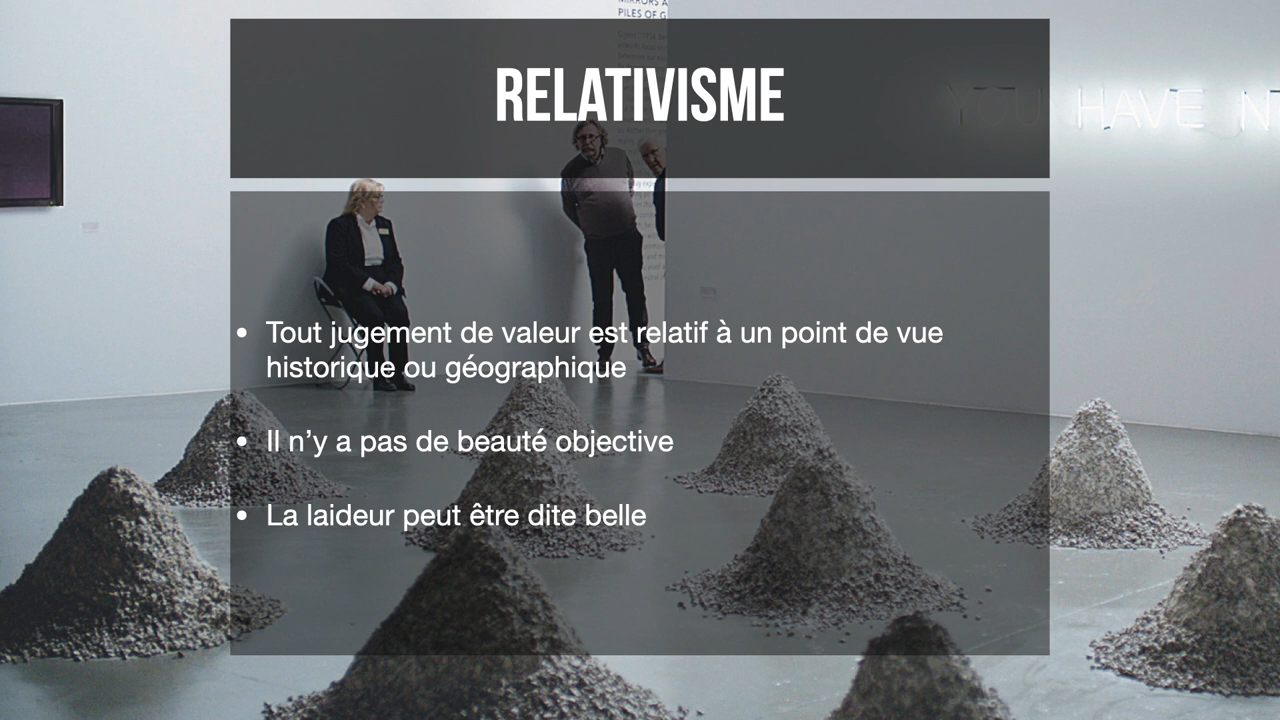 MIRRORS A
PILES OF G
RELATIVISME
YOU HAVE N
• Tout jugement de valeur est relatif à un point de vue
historique ou géographique
• Il n’y a pas de beauté objective
• La laideur peut être dite belle